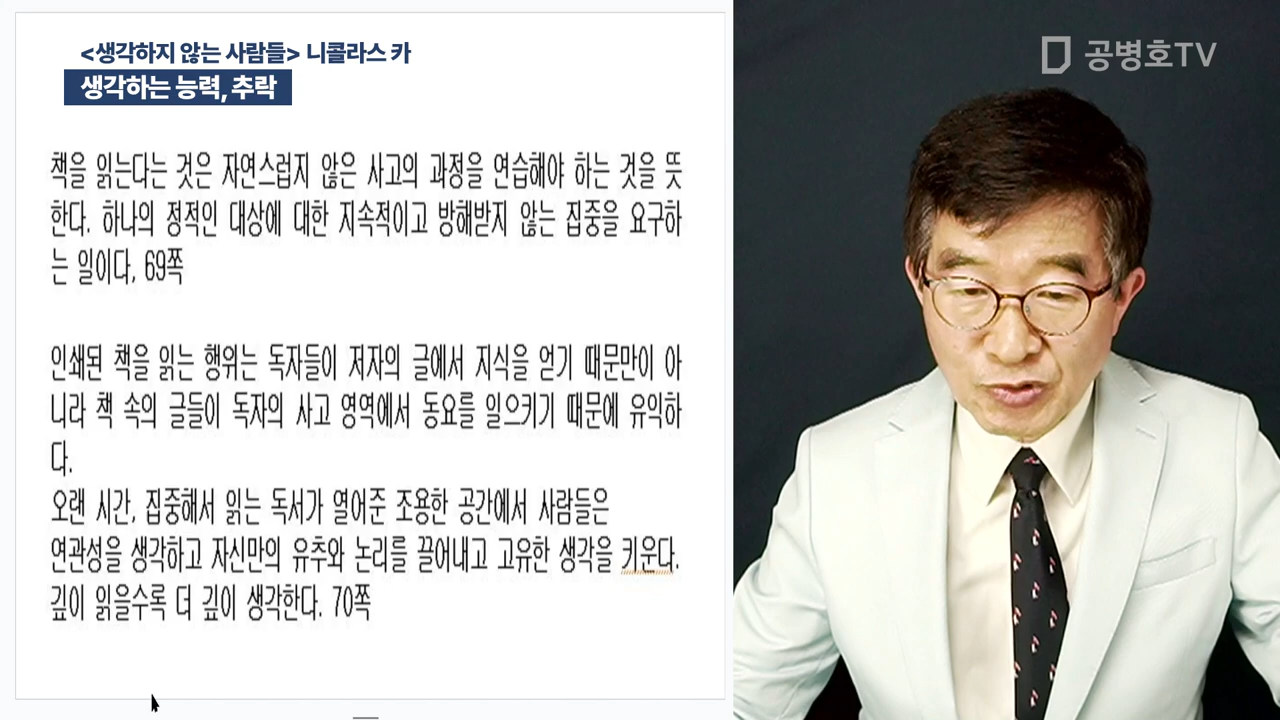 <생각하지 않는 사람들> 니콜라스 카
생각하는 능력, 추락
공병호TV
책을 읽는다는 것은 자연스럽지 않은 사고의 과정을 연습해야 하는 것을 뜻
한다. 하나의 정적인 대상에 대한 지속적이고 방해받지 않는 집중을 요구하
는 일이다, 69쪽
인쇄된 책을 읽는 행위는 독자들이 저자의 글에서 지식을 얻기 때문만이 아
니라 책 속의 글들이 독자의 사고 영역에서 동요를 일으키기 때문에 유익하
다.
오랜 시간, 집중해서 읽는 독서가 열어준 조용한 공간에서 사람들은
연관성을 생각하고 자신만의 유추와 논리를 끌어내고 고유한 생각을 키운다.
깊이 읽을수록 더 깊이 생각한다. 70쪽